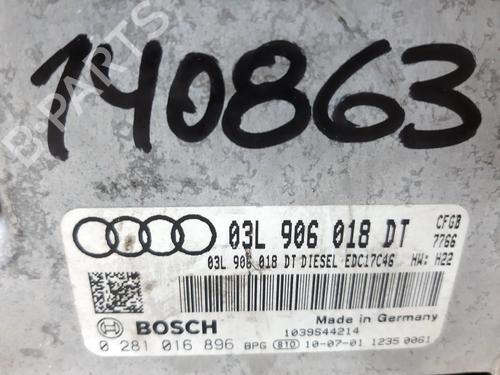 140863
B-PARTS
03L 906 018 DT CFGB
7766
03L 906 018 DT DIESEL EDC17C46 HW: H22
BOSCH
Made in Germany
1039S44214
0 281 016 896 BPG 810 10-07-01 1235 0061